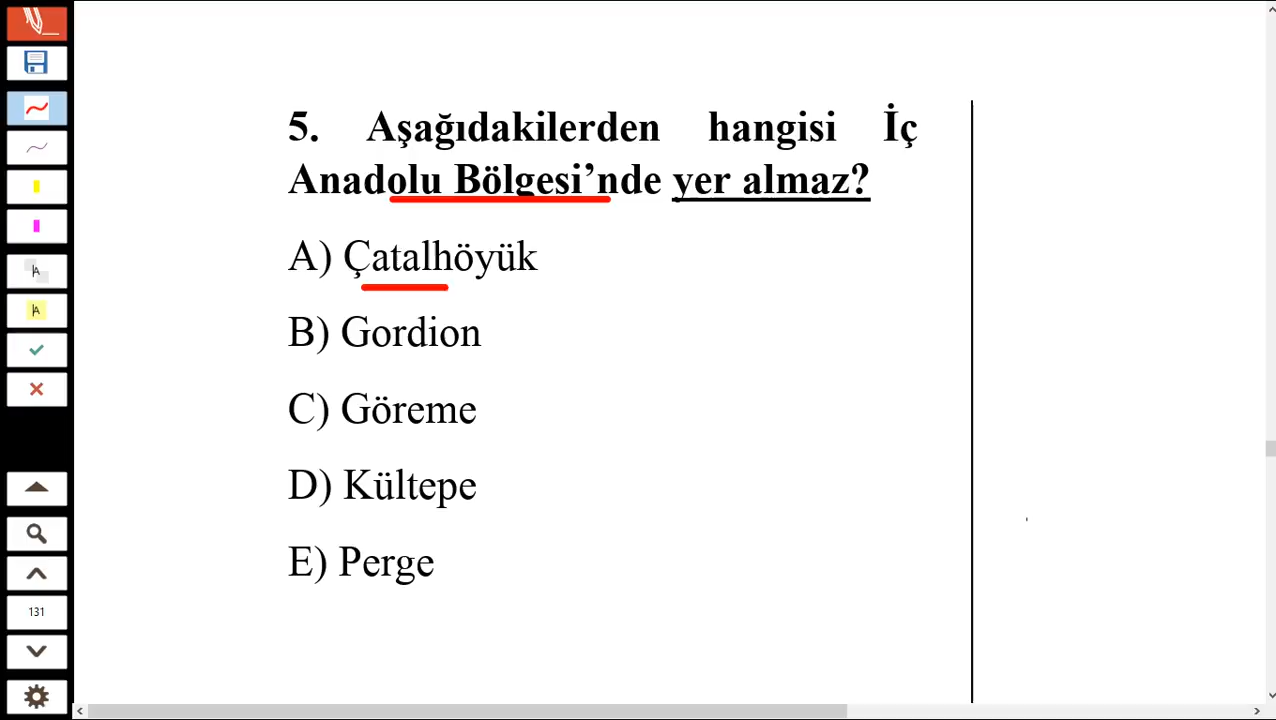 5. Aşağıdakilerden hangisi İç
Anadolu Bölgesi’nde yer almaz?
A) Çatalhöyük
B) Gordion
C) Göreme
D) Kültepe
E) Perge
131